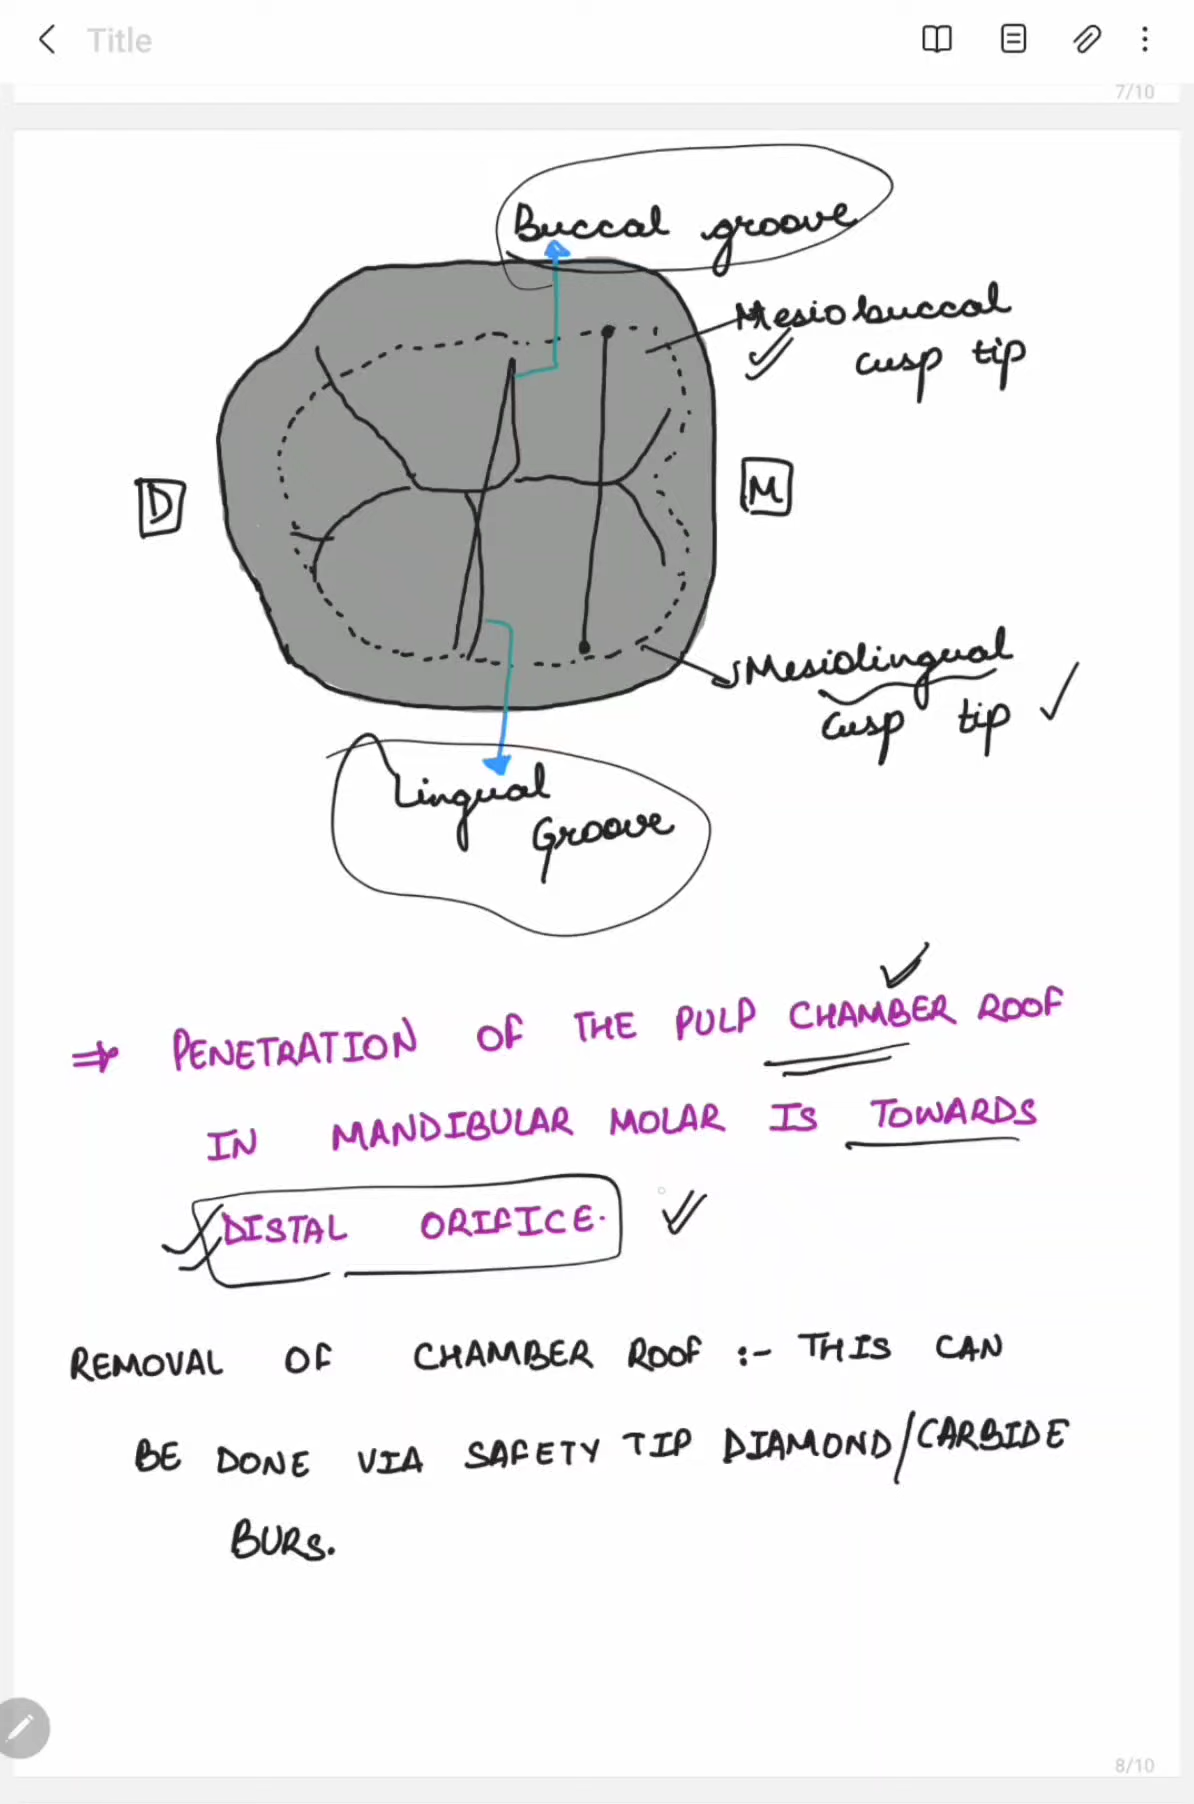 Title
7/10
Buccal groove
Mesiobuccal
cusp tip
D
M
Mesiolingual
cusp tip
Lingual
Groove
⇒ PENETRATION OF THE PULP CHAMBER ROOF
IN MANDIBULAR MOLAR IS TOWARDS
DISTAL ORIFICE.
REMOVAL OF CHAMBER ROOF :- THIS CAN
BE DONE VIA SAFETY TIP DIAMOND/CARBIDE
BURS.
8/10